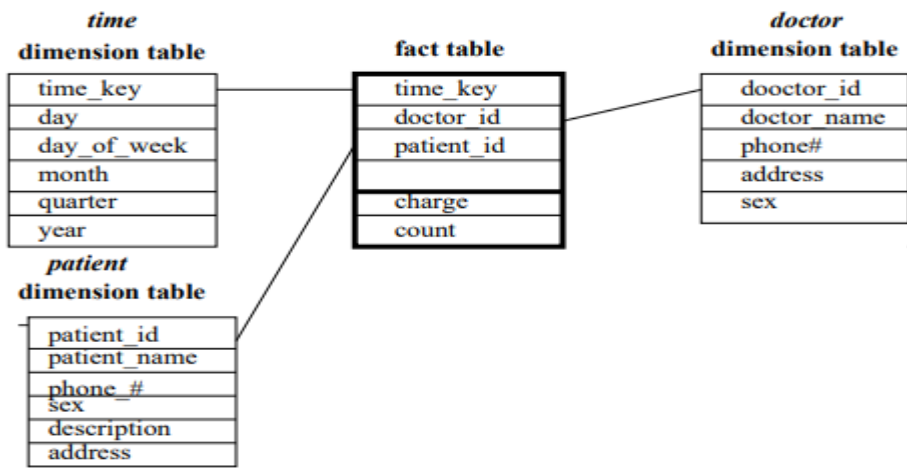 time
dimension table
time_key
day
day_of_week
month
quarter
year
fact table
time_key
doctor_id
patient_id
charge
count
doctor
dimension table
dooctor_id
doctor_name
phone#
address
sex
patient
dimension table
patient_id
patient_name
phone_#
sex
description
address